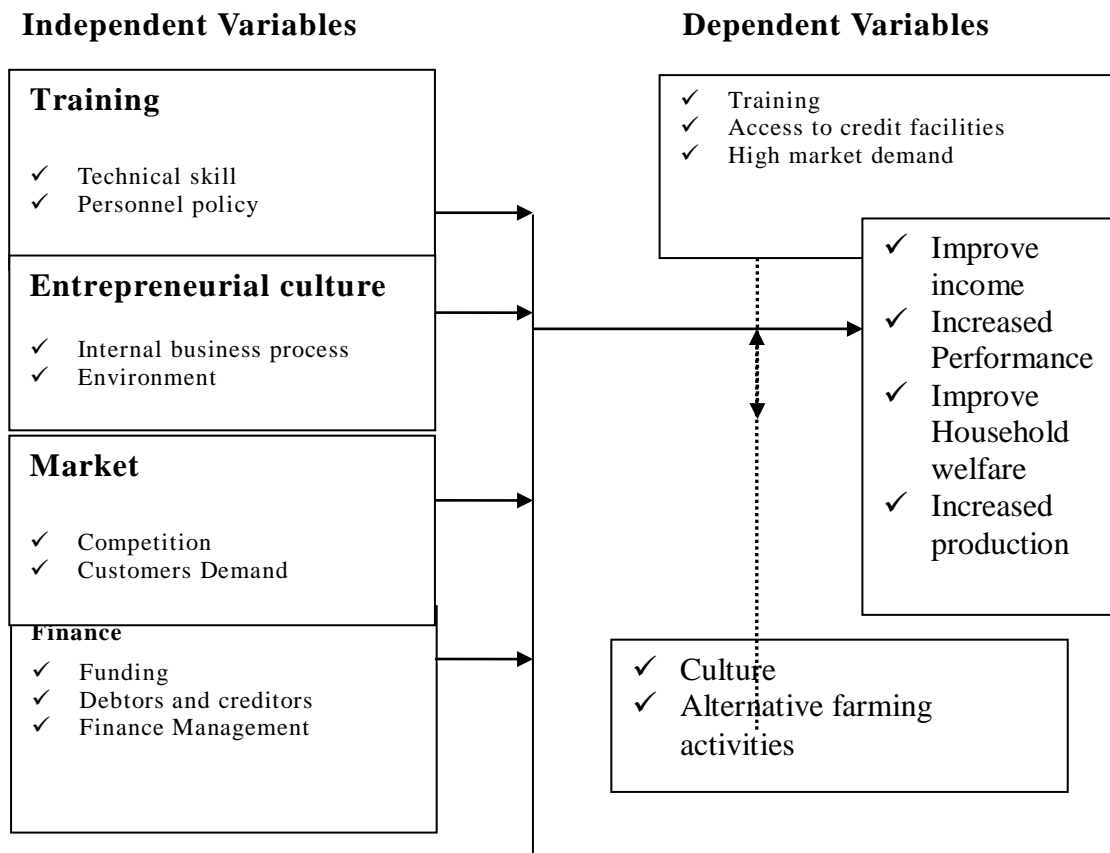 Independent Variables
Dependent Variables
Training
✓ Technical skill
✓ Personnel policy
Entrepreneurial culture
✓ Internal business process
✓ Environment
Market
✓ Competition
✓ Customers Demand
Finance
✓ Funding
✓ Debtors and creditors
✓ Finance Management
✓ Training
✓ Access to credit facilities
✓ High market demand
✓ Improve
income
✓ Increased
Performance
✓ Improve
Household
welfare
✓ Increased
production
✓ Culture
✓ Alternative farming
activities